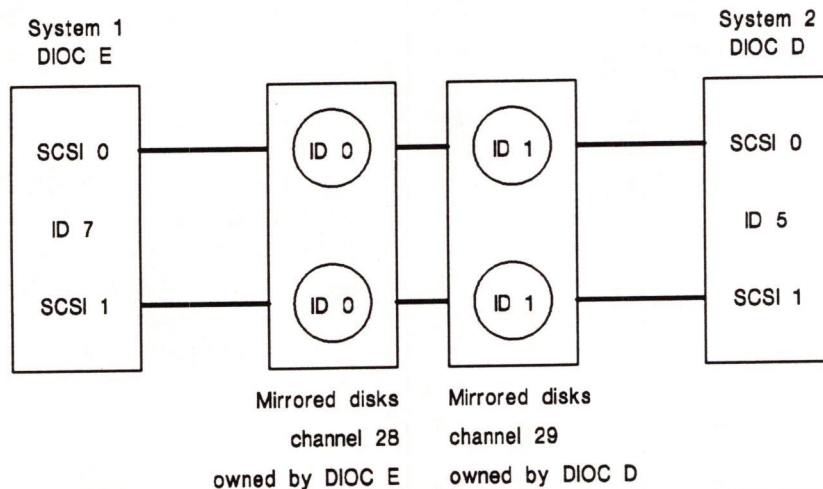 System 1
DIOC E
System 2
DIOC D
SCSI 0
ID 0
ID 1
SCSI 0
ID 7
ID 5
SCSI 1
ID 0
ID 1
SCSI 1
Mirrored disks
channel 28
owned by DIOC E
Mirrored disks
channel 29
owned by DIOC D